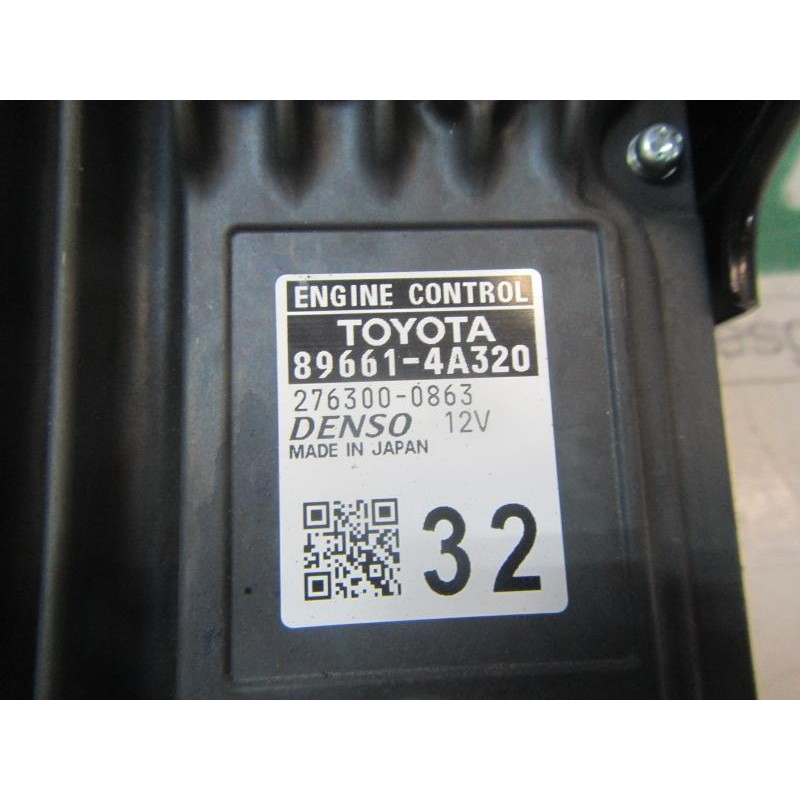 ENGINE CONTROL
TOYOTA
89661-4A320
276300-0863
DENSO 12V
MADE IN JAPAN
32